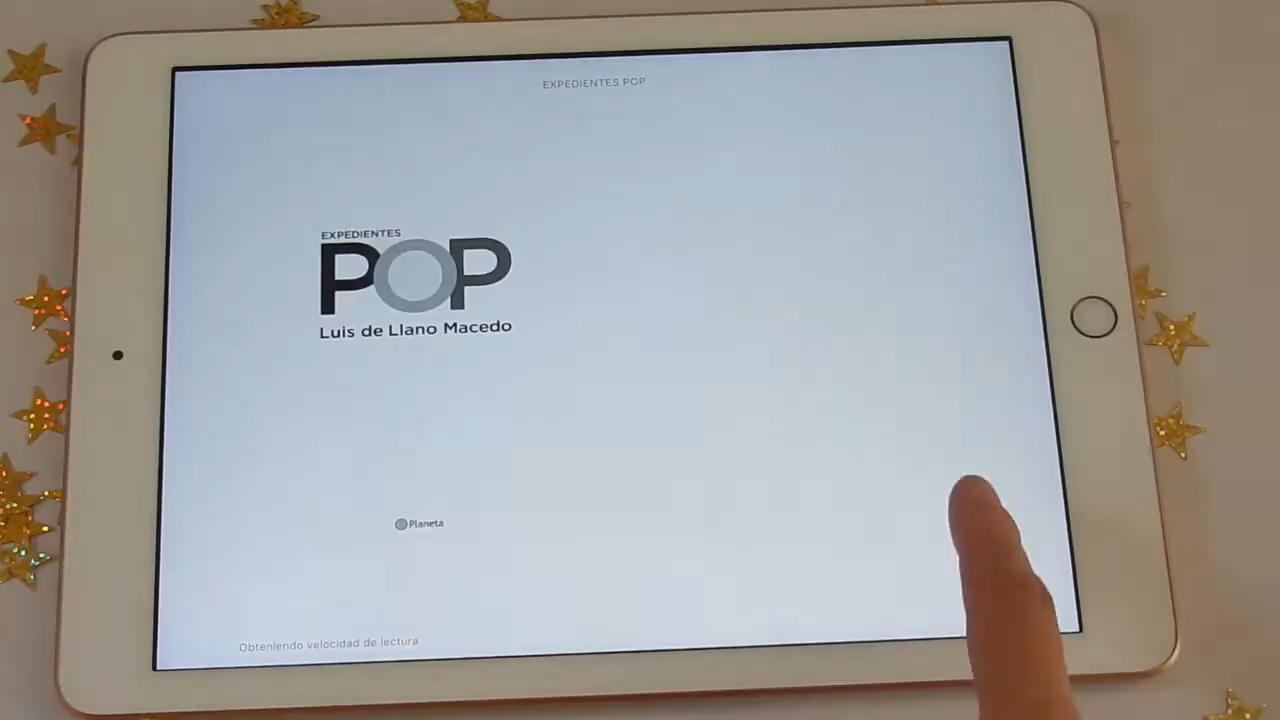 EXPEDIENTES POP
EXPEDIENTES
POP
Luis de Llano Macedo
Planeta
Obteniendo velocidad de lectura